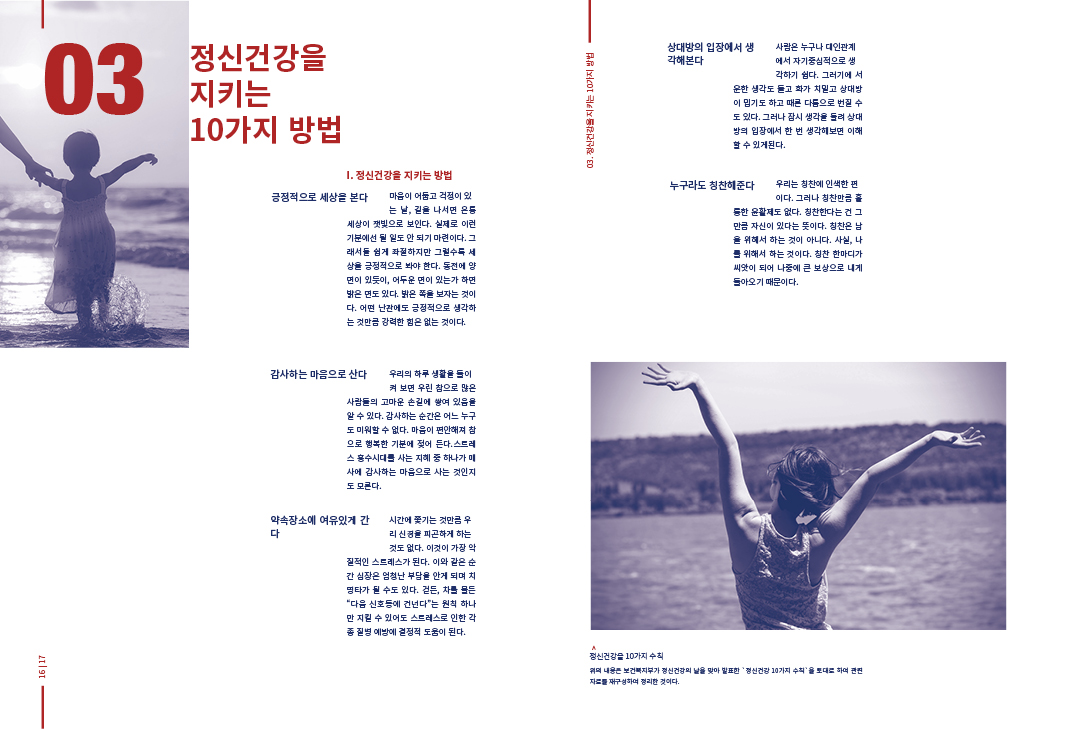 03
정신건강을
지키는
10가지 방법
I. 정신건강을 지키는 방법
긍정적으로 세상을 본다
마음이 어둡고 걱정이 있
는 날, 길을 나서면 온통
세상이 잿빛으로 보인다. 실제로 이런
기분에선 될 일도 안 되기 마련이다. 그
래서들 쉽게 좌절하지만 그럴수록 세
상을 긍정적으로 봐야 한다. 동전에 양
면이 있듯이, 어두운 면이 있는가 하면
밝은 면도 있다. 밝은 쪽을 보자는 것이
다. 어떤 난관에도 긍정적으로 생각하
는 것만큼 강력한 힘은 없는 것이다.
감사하는 마음으로 산다
우리의 하루 생활을 돌이
켜 보면 우린 참으로 많은
사람들의 고마운 손길에 쌓여 있음을
알 수 있다. 감사하는 순간은 어느 누구
도 미워할 수 없다. 마음이 편안해져 참
으로 행복한 기분에 젖어 든다.스트레
스 홍수시대를 사는 지혜 중 하나가 매
사에 감사하는 마음으로 사는 것인지
도 모른다.
약속장소에 여유있게 간
다
시간에 쫓기는 것만큼 우
리 신경을 피곤하게 하는
것도 없다. 이것이 가장 악
질적인 스트레스가 된다. 이와 같은 순
간 심장은 엄청난 부담을 안게 되며 치
명타가 될 수도 있다. 걷든, 차를 몰든
“다음 신호등에 건넌다”는 원칙 하나
만 지킬 수 있어도 스트레스로 인한 각
종 질병 예방에 결정적 도움이 된다.
16 | 17
03. 정신건강을 지키는 10가지 방법
상대방의 입장에서 생
각해본다
사람은 누구나 대인관계
에서 자기중심적으로 생
각하기 쉽다. 그러기에 서
운한 생각도 들고 화가 치밀고 상대방
이 밉기도 하고 때론 다툼으로 번질 수
도 있다. 그러나 잠시 생각을 돌려 상대
방의 입장에서 한 번 생각해보면 이해
할 수 있게된다.
누구라도 칭찬해준다
우리는 칭찬에 인색한 편
이다. 그러나 칭찬만큼 훌
륭한 윤활제도 없다. 칭찬한다는 건 그
만큼 자신이 있다는 뜻이다. 칭찬은 남
을 위해서 하는 것이 아니다. 사실, 나
를 위해서 하는 것이다. 칭찬 한마디가
씨앗이 되어 나중에 큰 보상으로 내게
돌아오기 때문이다.
정신건강을 10가지 수칙
위의 내용은 보건복지부가 정신건강의 날을 맞아 발표한 `정신건강 10가지 수칙`을 토대로 하여 관련
자료를 재구성하여 정리한 것이다.